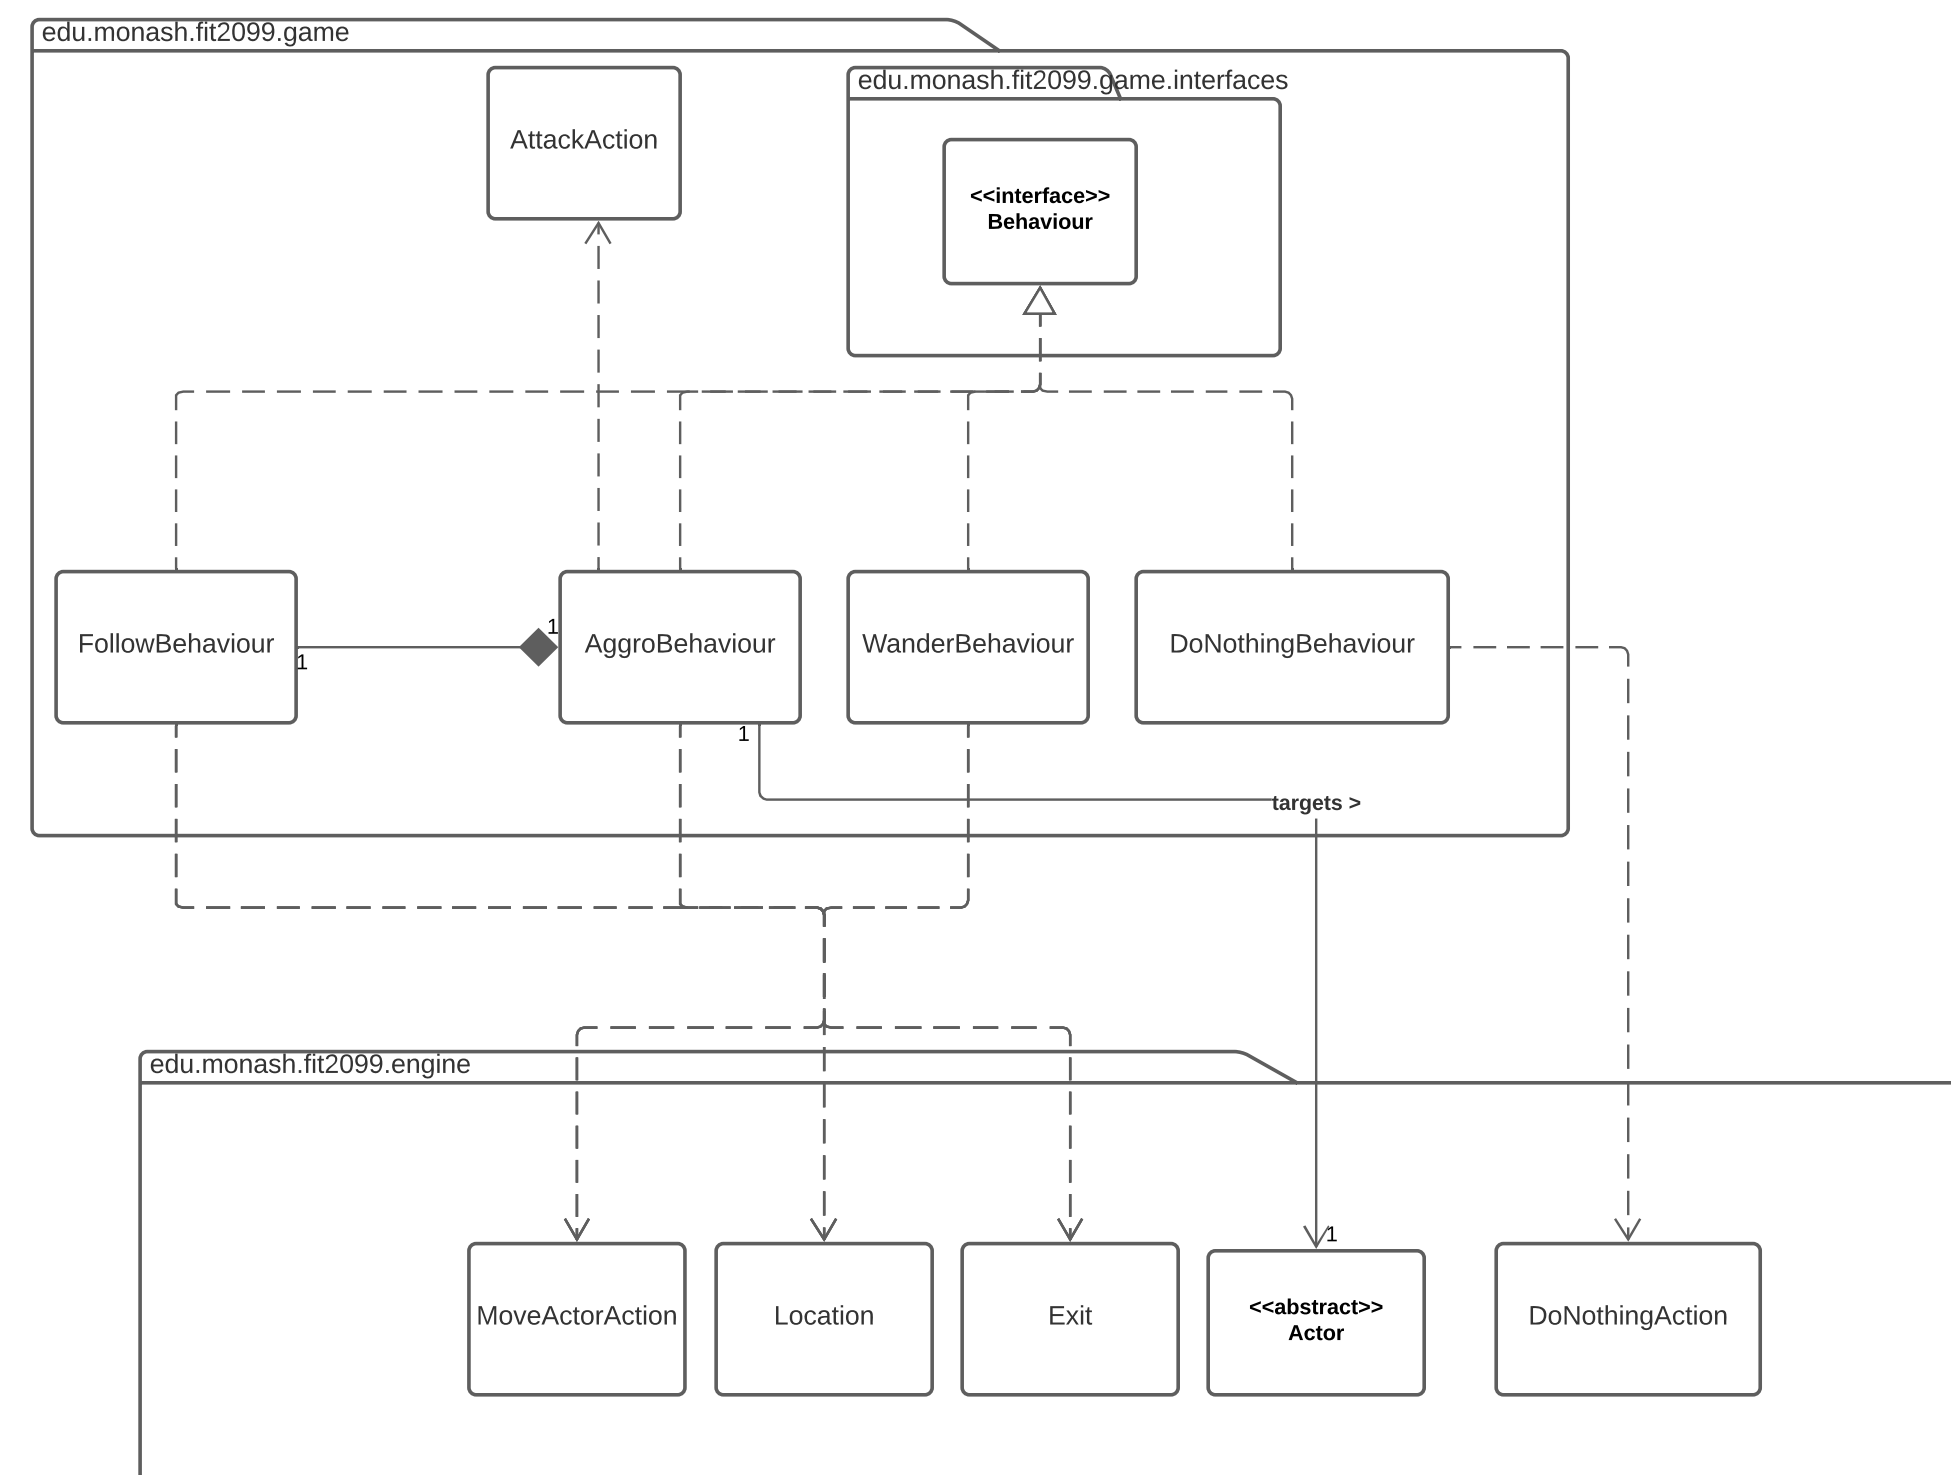 edu.monash.fit2099.game
edu.monash.fit2099.game.interfaces
AttackAction
<<interface>>
Behaviour
FollowBehaviour
1
1
AggroBehaviour
WanderBehaviour
DoNothingBehaviour
1
targets >
edu.monash.fit2099.engine
1
MoveActorAction
Location
Exit
<<abstract>>
Actor
DoNothingAction